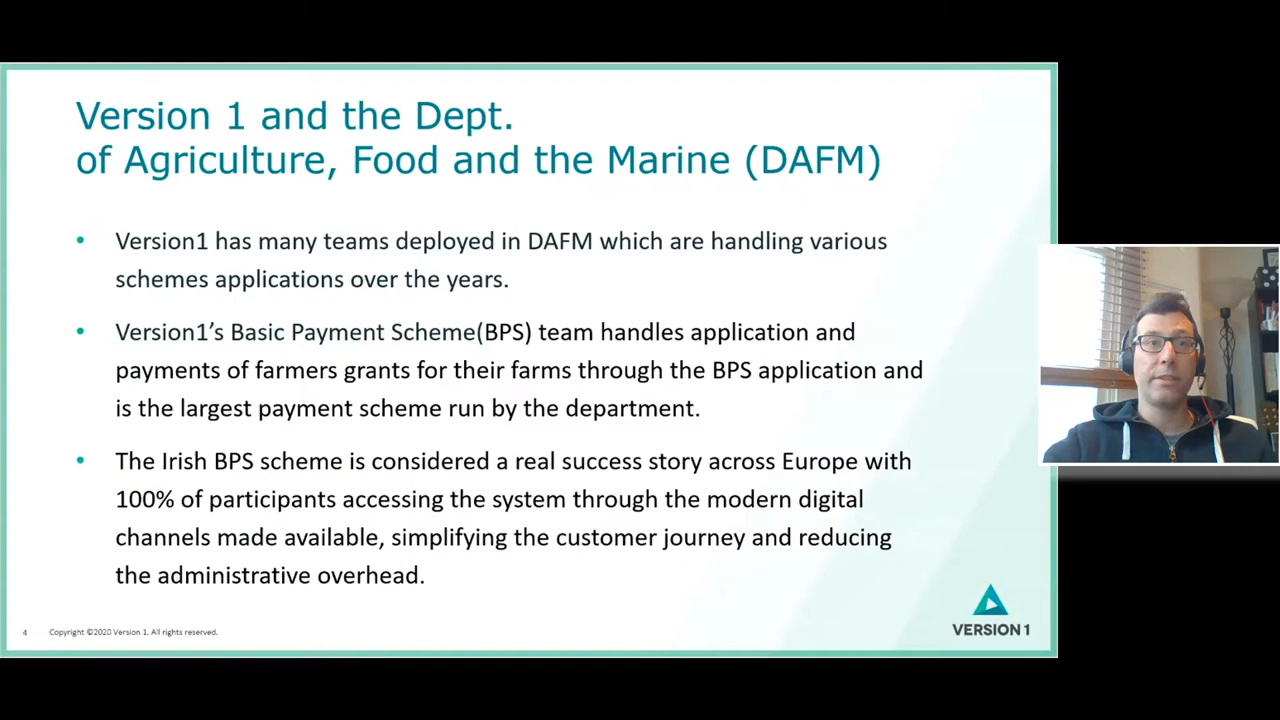 Version 1 and the Dept.
of Agriculture, Food and the Marine (DAFM)
• Version1 has many teams deployed in DAFM which are handling various
schemes applications over the years.
• Version1’s Basic Payment Scheme(BPS) team handles application and
payments of farmers grants for their farms through the BPS application and
is the largest payment scheme run by the department.
• The Irish BPS scheme is considered a real success story across Europe with
100% of participants accessing the system through the modern digital
channels made available, simplifying the customer journey and reducing
the administrative overhead.
4 Copyright ©2020 Version 1. All rights reserved.
VERSION 1